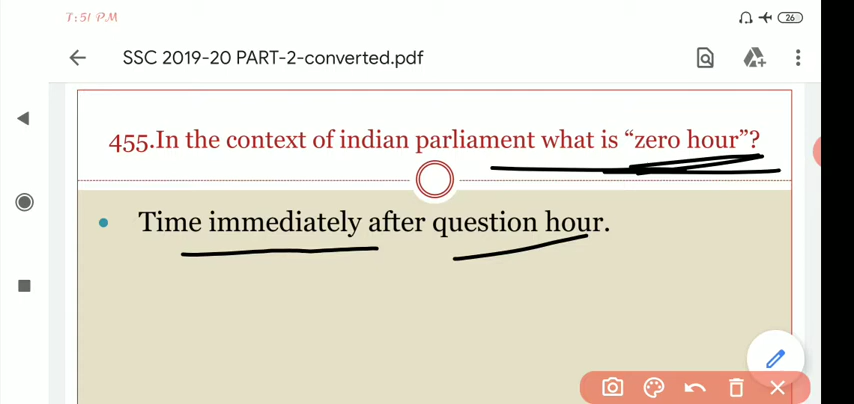 7:51 PM
26
SSC 2019-20 PART-2-converted.pdf
455.In the context of indian parliament what is “zero hour”?
• Time immediately after question hour.